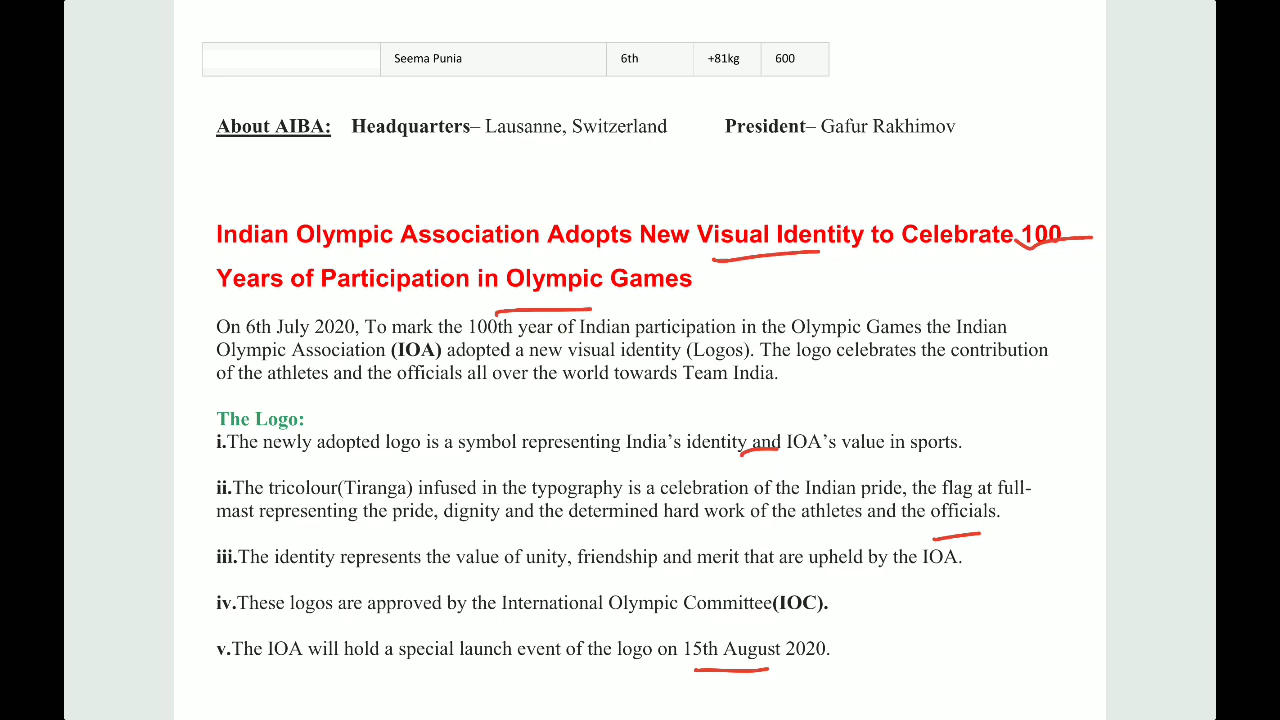 Seema Punia 6th +81kg 600
About AIBA: Headquarters– Lausanne, Switzerland President– Gafur Rakhimov
Indian Olympic Association Adopts New Visual Identity to Celebrate 100
Years of Participation in Olympic Games
On 6th July 2020, To mark the 100th year of Indian participation in the Olympic Games the Indian
Olympic Association (IOA) adopted a new visual identity (Logos). The logo celebrates the contribution
of the athletes and the officials all over the world towards Team India.
The Logo:
i.The newly adopted logo is a symbol representing India’s identity and IOA’s value in sports.
ii.The tricolour(Tiranga) infused in the typography is a celebration of the Indian pride, the flag at full-
mast representing the pride, dignity and the determined hard work of the athletes and the officials.
iii.The identity represents the value of unity, friendship and merit that are upheld by the IOA.
iv.These logos are approved by the International Olympic Committee(IOC).
v.The IOA will hold a special launch event of the logo on 15th August 2020.